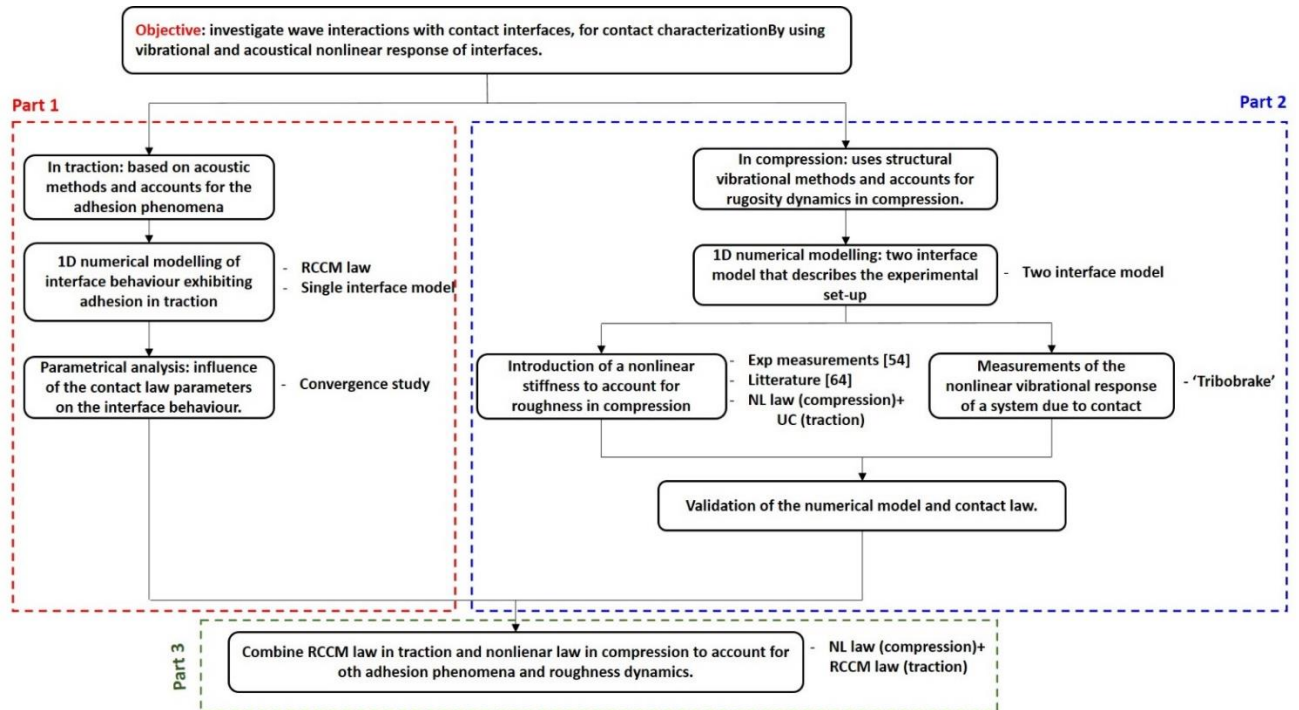 Objective: investigate wave interactions with contact interfaces, for contact characterizationBy using
vibrational and acoustical nonlinear response of interfaces.
Part 1
Part 2
In traction: based on acoustic
methods and accounts for the
adhesion phenomena
1D numerical modelling of
interface behaviour exhibiting
adhesion in traction
- RCCM law
- Single interface model
Parametrical analysis: influence
of the contact law parameters
on the interface behaviour.
- Convergence study
In compression: uses structural
vibrational methods and accounts for
rugosity dynamics in compression.
1D numerical modelling: two interface
model that describes the experimental
set-up
- Two interface model
Introduction of a nonlinear
stiffness to account for
roughness in compression
- Exp measurements [54]
- Litterature [64]
- NL law (compression)+
UC (traction)
Measurements of the
nonlinear vibrational response
of a system due to contact
- ‘Tribobrake’
Validation of the numerical model and contact law.
Part 3
Combine RCCM law in traction and nonlienar law in compression to account for
oth adhesion phenomena and roughness dynamics.
- NL law (compression)+
RCCM law (traction)